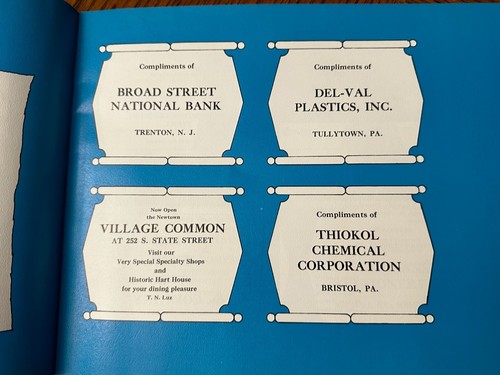 Compliments of
BROAD STREET
NATIONAL BANK
TRENTON, N. J.
Compliments of
DEL-VAL
PLASTICS, INC.
TULLYTOWN, PA.
Now Open
the Newtown
VILLAGE COMMON
AT 252 S. STATE STREET
Visit our
Very Special Specialty Shops
and
Historic Hart House
for your dining pleasure
T. N. Lux
Compliments of
THIOKOL
CHEMICAL
CORPORATION
BRISTOL, PA.